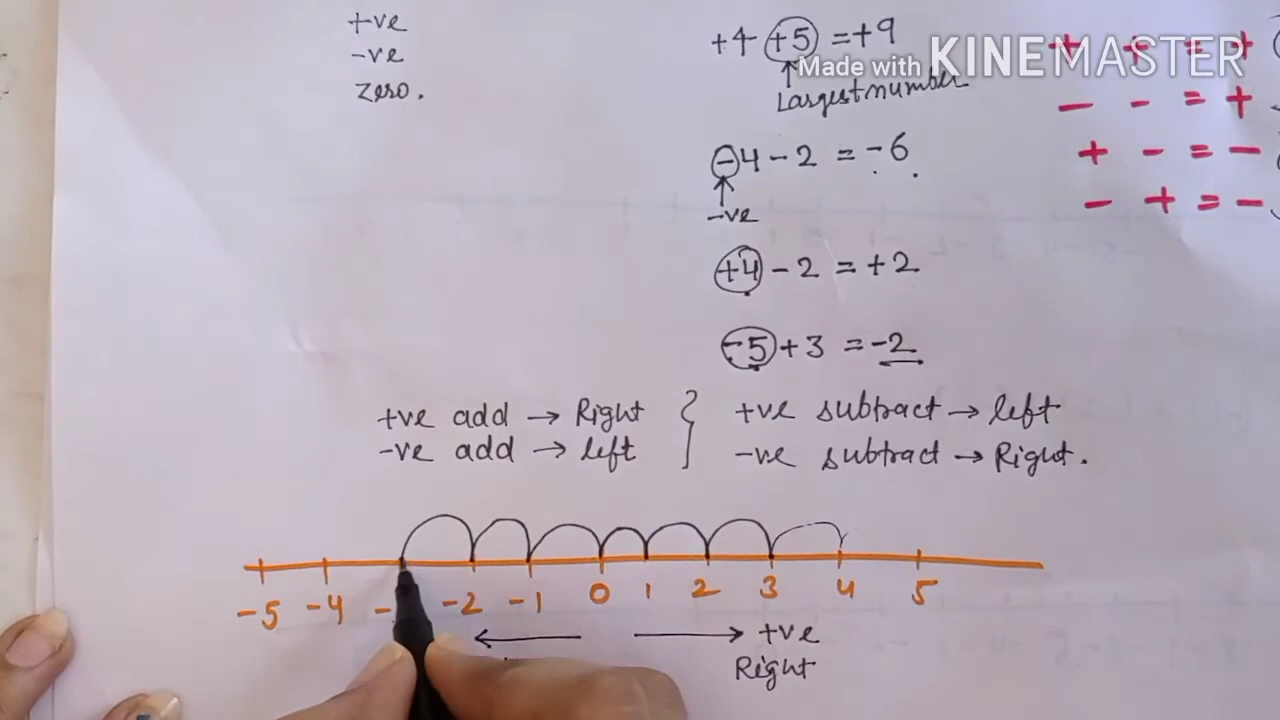 +ve
-ve
zero.
+4 +5 = +9
Largest number
-4 - 2 = -6.
-ve
+4 - 2 = +2
-5 + 3 = -2
+ + = +
- - = +
+ - = -
- + = -
Made with KINEMASTER
+ve add → Right } +ve subtract → left
-ve add → left } -ve subtract → Right.
-5 -4 - -2 -1 0 1 2 3 4 5
← → +ve
Right